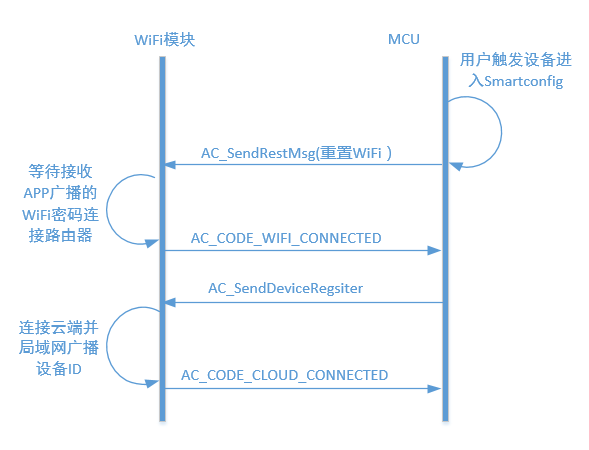 WiFi模块
MCU
用户触发设备进
入Smartconfig
AC_SendRestMsg(重置WiFi）
等待接收
APP广播的
WiFi密码连
接路由器
AC_CODE_WIFI_CONNECTED
AC_SendDeviceRegsiter
连接云端并
局域网广播
设备ID
AC_CODE_CLOUD_CONNECTED